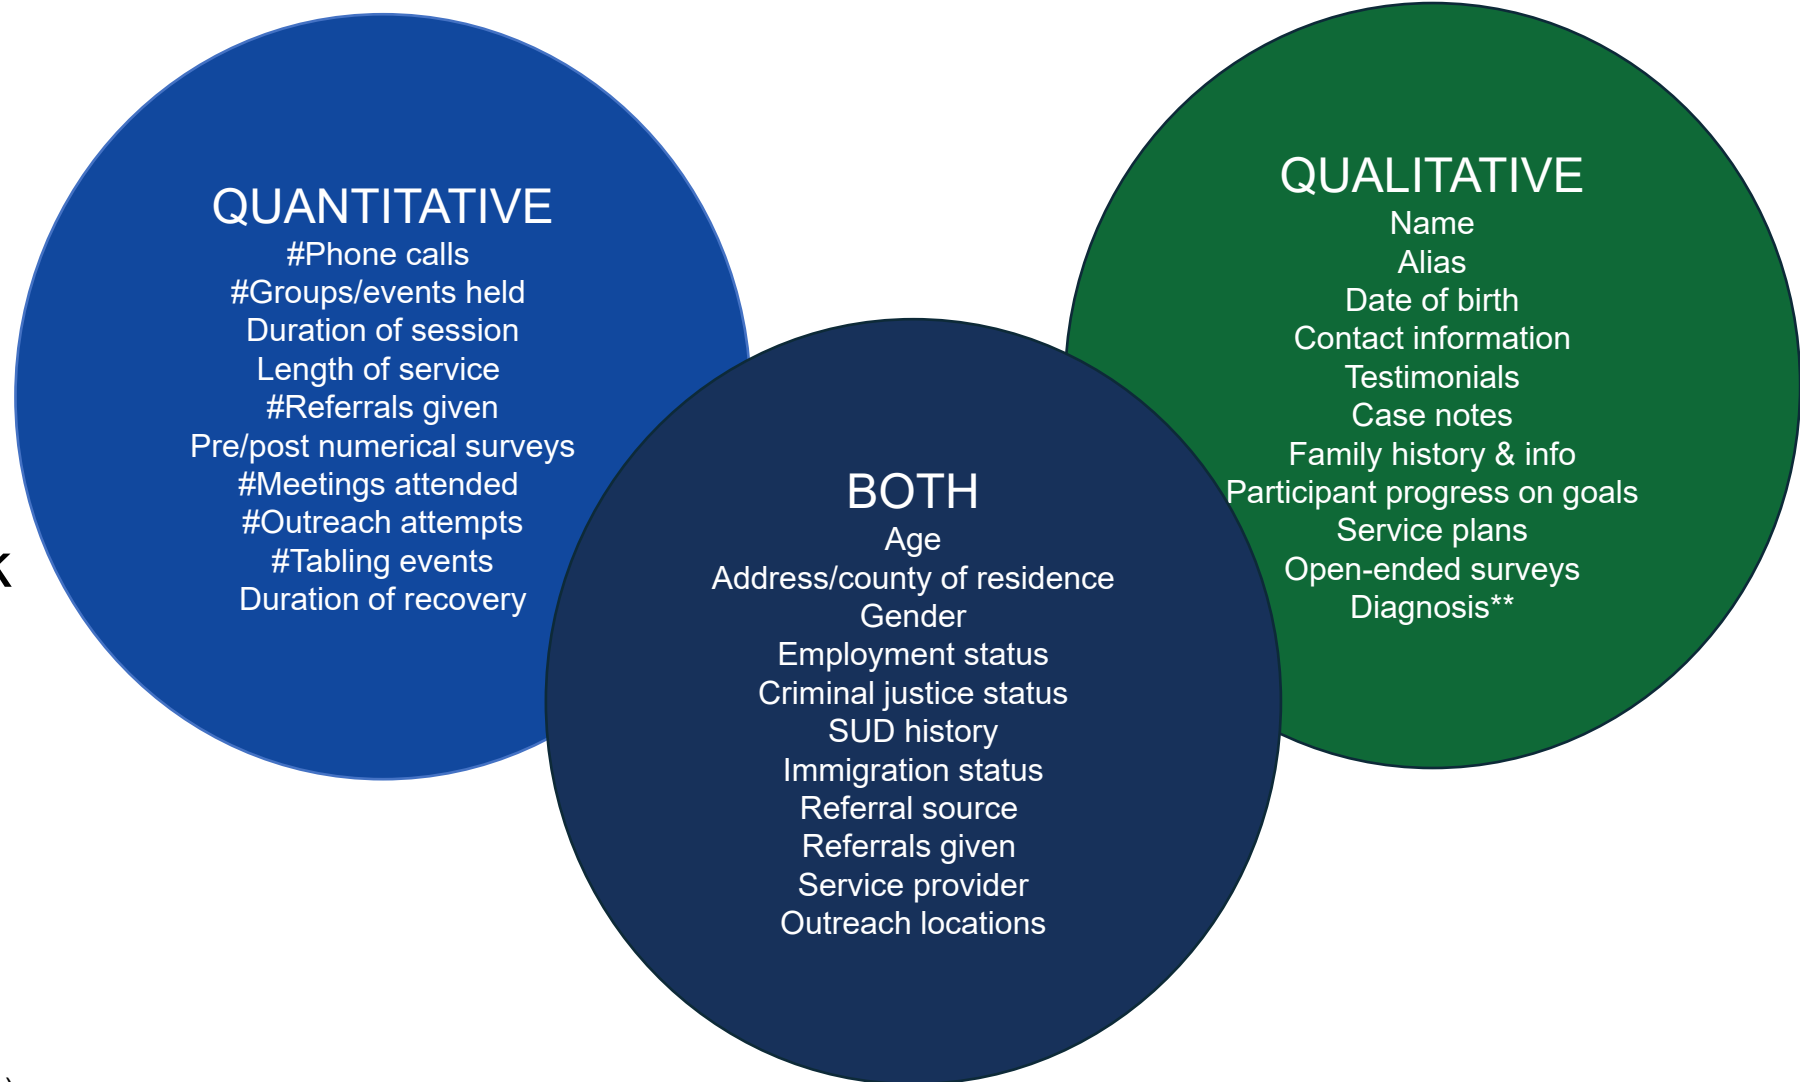 QUANTITATIVE
#Phone calls
#Groups/events held
Duration of session
Length of service
#Referrals given
Pre/post numerical surveys
#Meetings attended
#Outreach attempts
#Tabling events
Duration of recovery
k
BOTH
Age
Address/county of residence
Gender
Employment status
Criminal justice status
SUD history
Immigration status
Referral source
Referrals given
Service provider
Outreach locations
QUALITATIVE
Name
Alias
Date of birth
Contact information
Testimonials
Case notes
Family history & info
Participant progress on goals
Service plans
Open-ended surveys
Diagnosis**
)